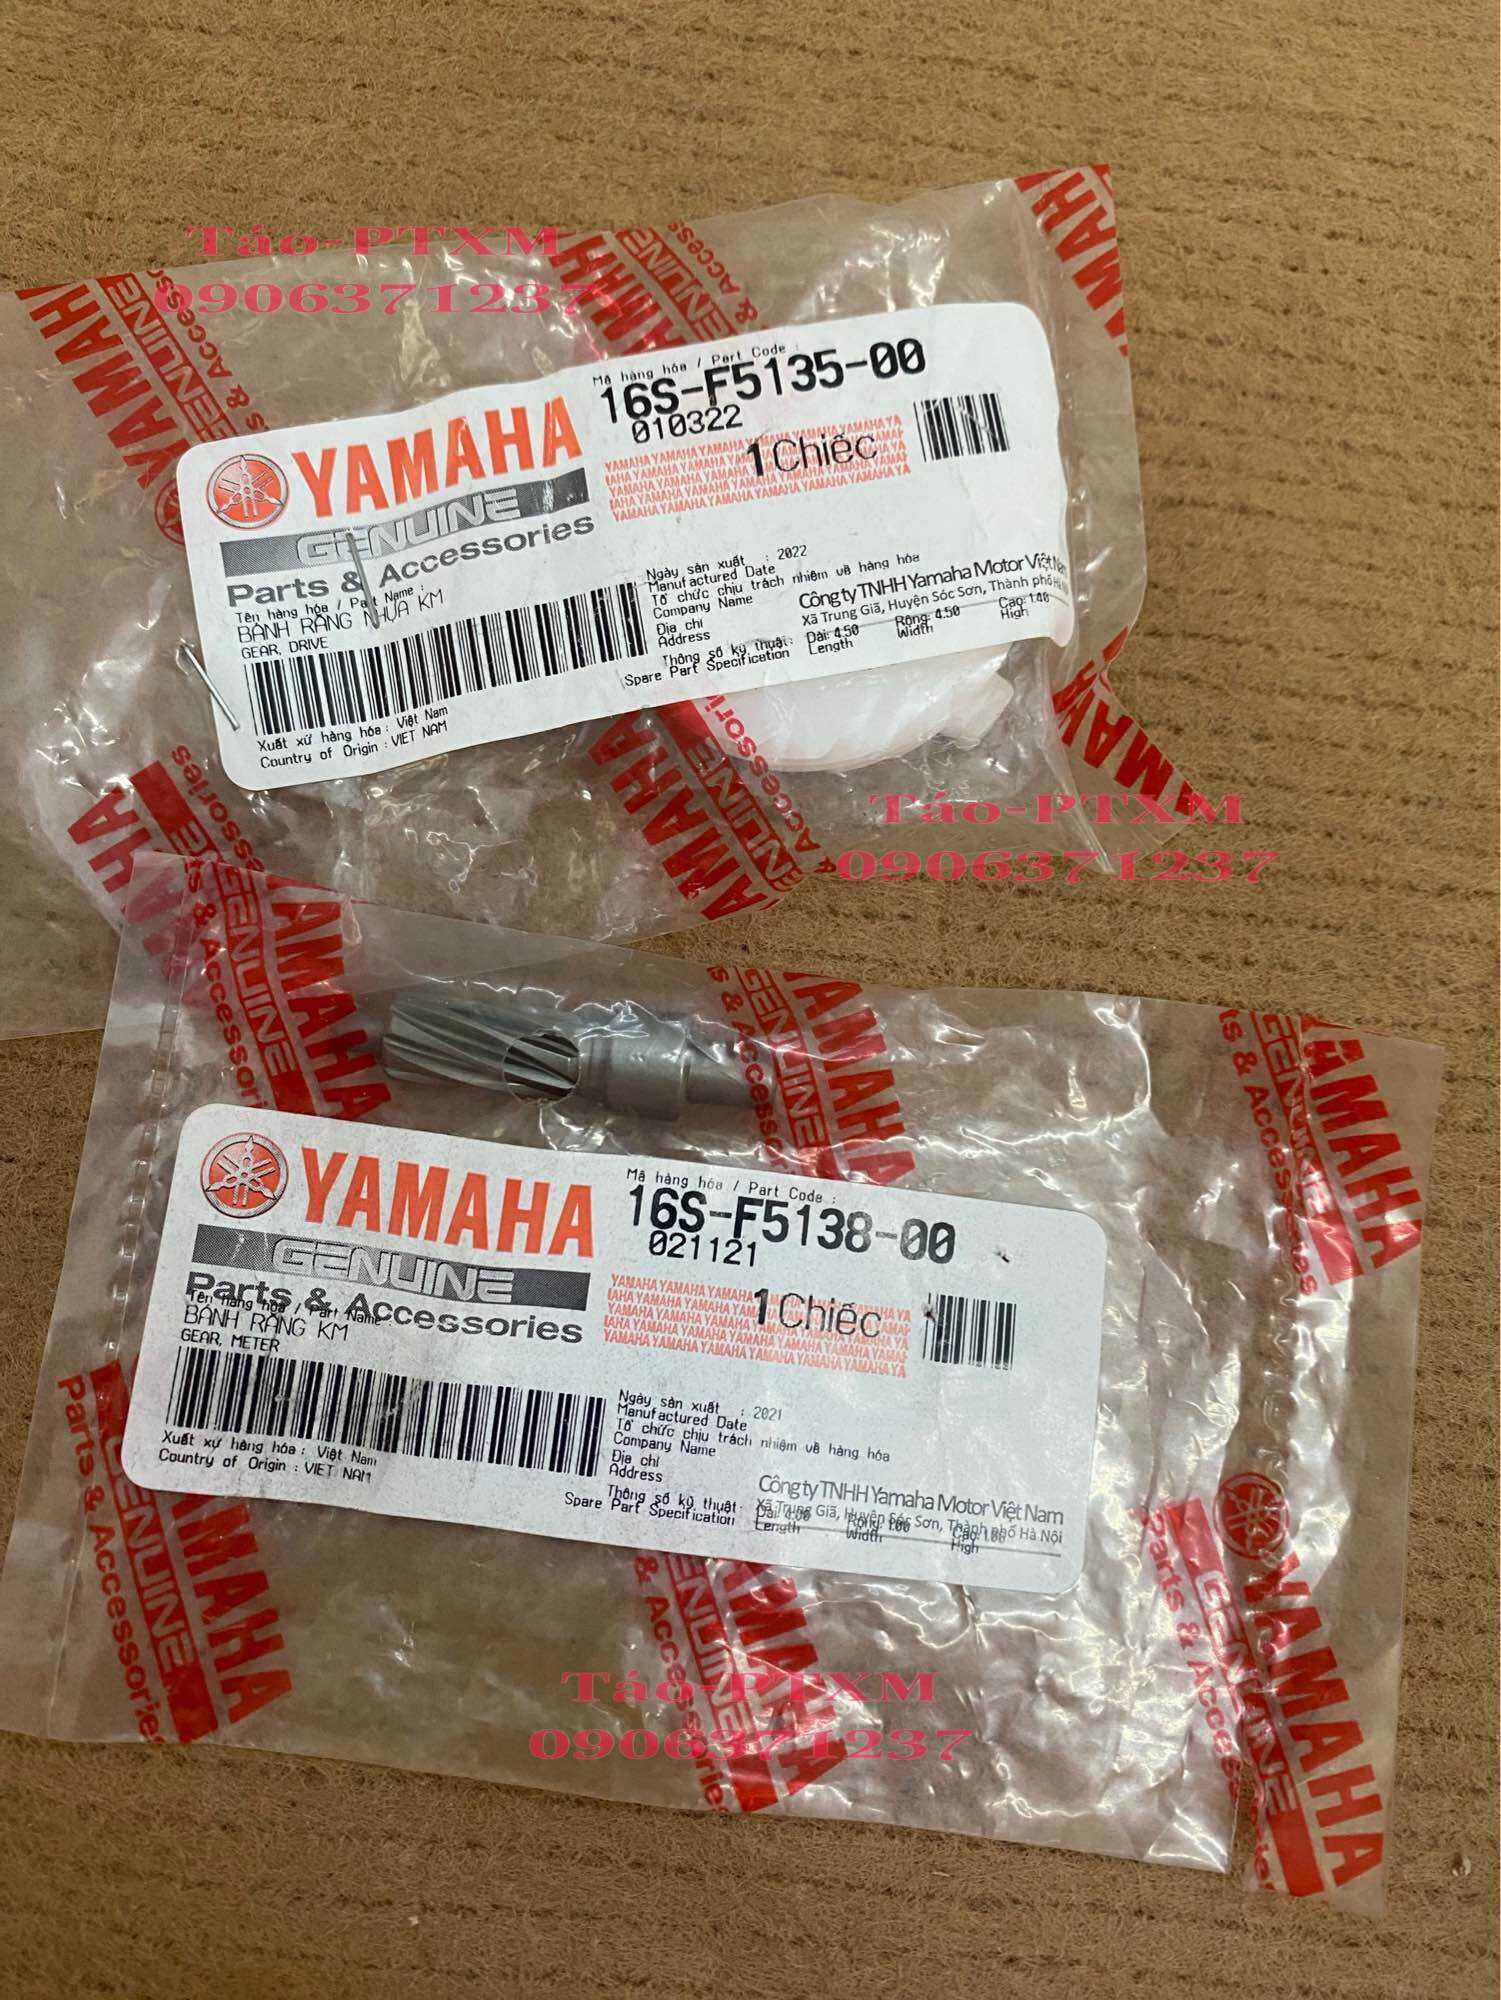 Táo-PTXM
0906371237
Mã hàng hóa / Part Code :
16S-F5135-00
010322
YAMAHA
GENUINE
Parts & Accessories
1 Chiếc
Tên hàng hóa / Part Name :
BÁNH RĂNG NHỰA KM
GEAR, DRIVE
Ngày sản xuất : 2022
Manufactured Date
Tổ chức chịu trách nhiệm về hàng hóa
Company Name
Công ty TNHH Yamaha Motor Việt Nam
Địa chỉ
Xã Trung Giã, Huyện Sóc Sơn, Thành phố
Address
Thông số kỹ thuật: Dài: 4.50 Rộng: 4.50 Cao: 1.40
Spare Part Specification Length Width High
Xuất xứ hàng hóa : Việt Nam
Country of Origin : VIET NAM
Táo-PTXM
0906371237
Mã hàng hóa / Part Code :
16S-F5138-00
021121
YAMAHA
GENUINE
Parts & Accessories
1 Chiếc
Tên hàng hóa / Part Name :
BÁNH RĂNG KM
GEAR, METER
Ngày sản xuất : 2021
Manufactured Date
Tổ chức chịu trách nhiệm về hàng hóa
Company Name
Địa chỉ
Address
Công ty TNHH Yamaha Motor Việt Nam
Xã Trung Giã, Huyện Sóc Sơn, Thành phố Hà Nội
Thông số kỹ thuật: Dài: 4.00 Rộng: 1.00 Cao: 1.00
Spare Part Specification Length Width High
Xuất xứ hàng hóa : Việt Nam
Country of Origin : VIET NAM
Táo-PTXM
0906371237